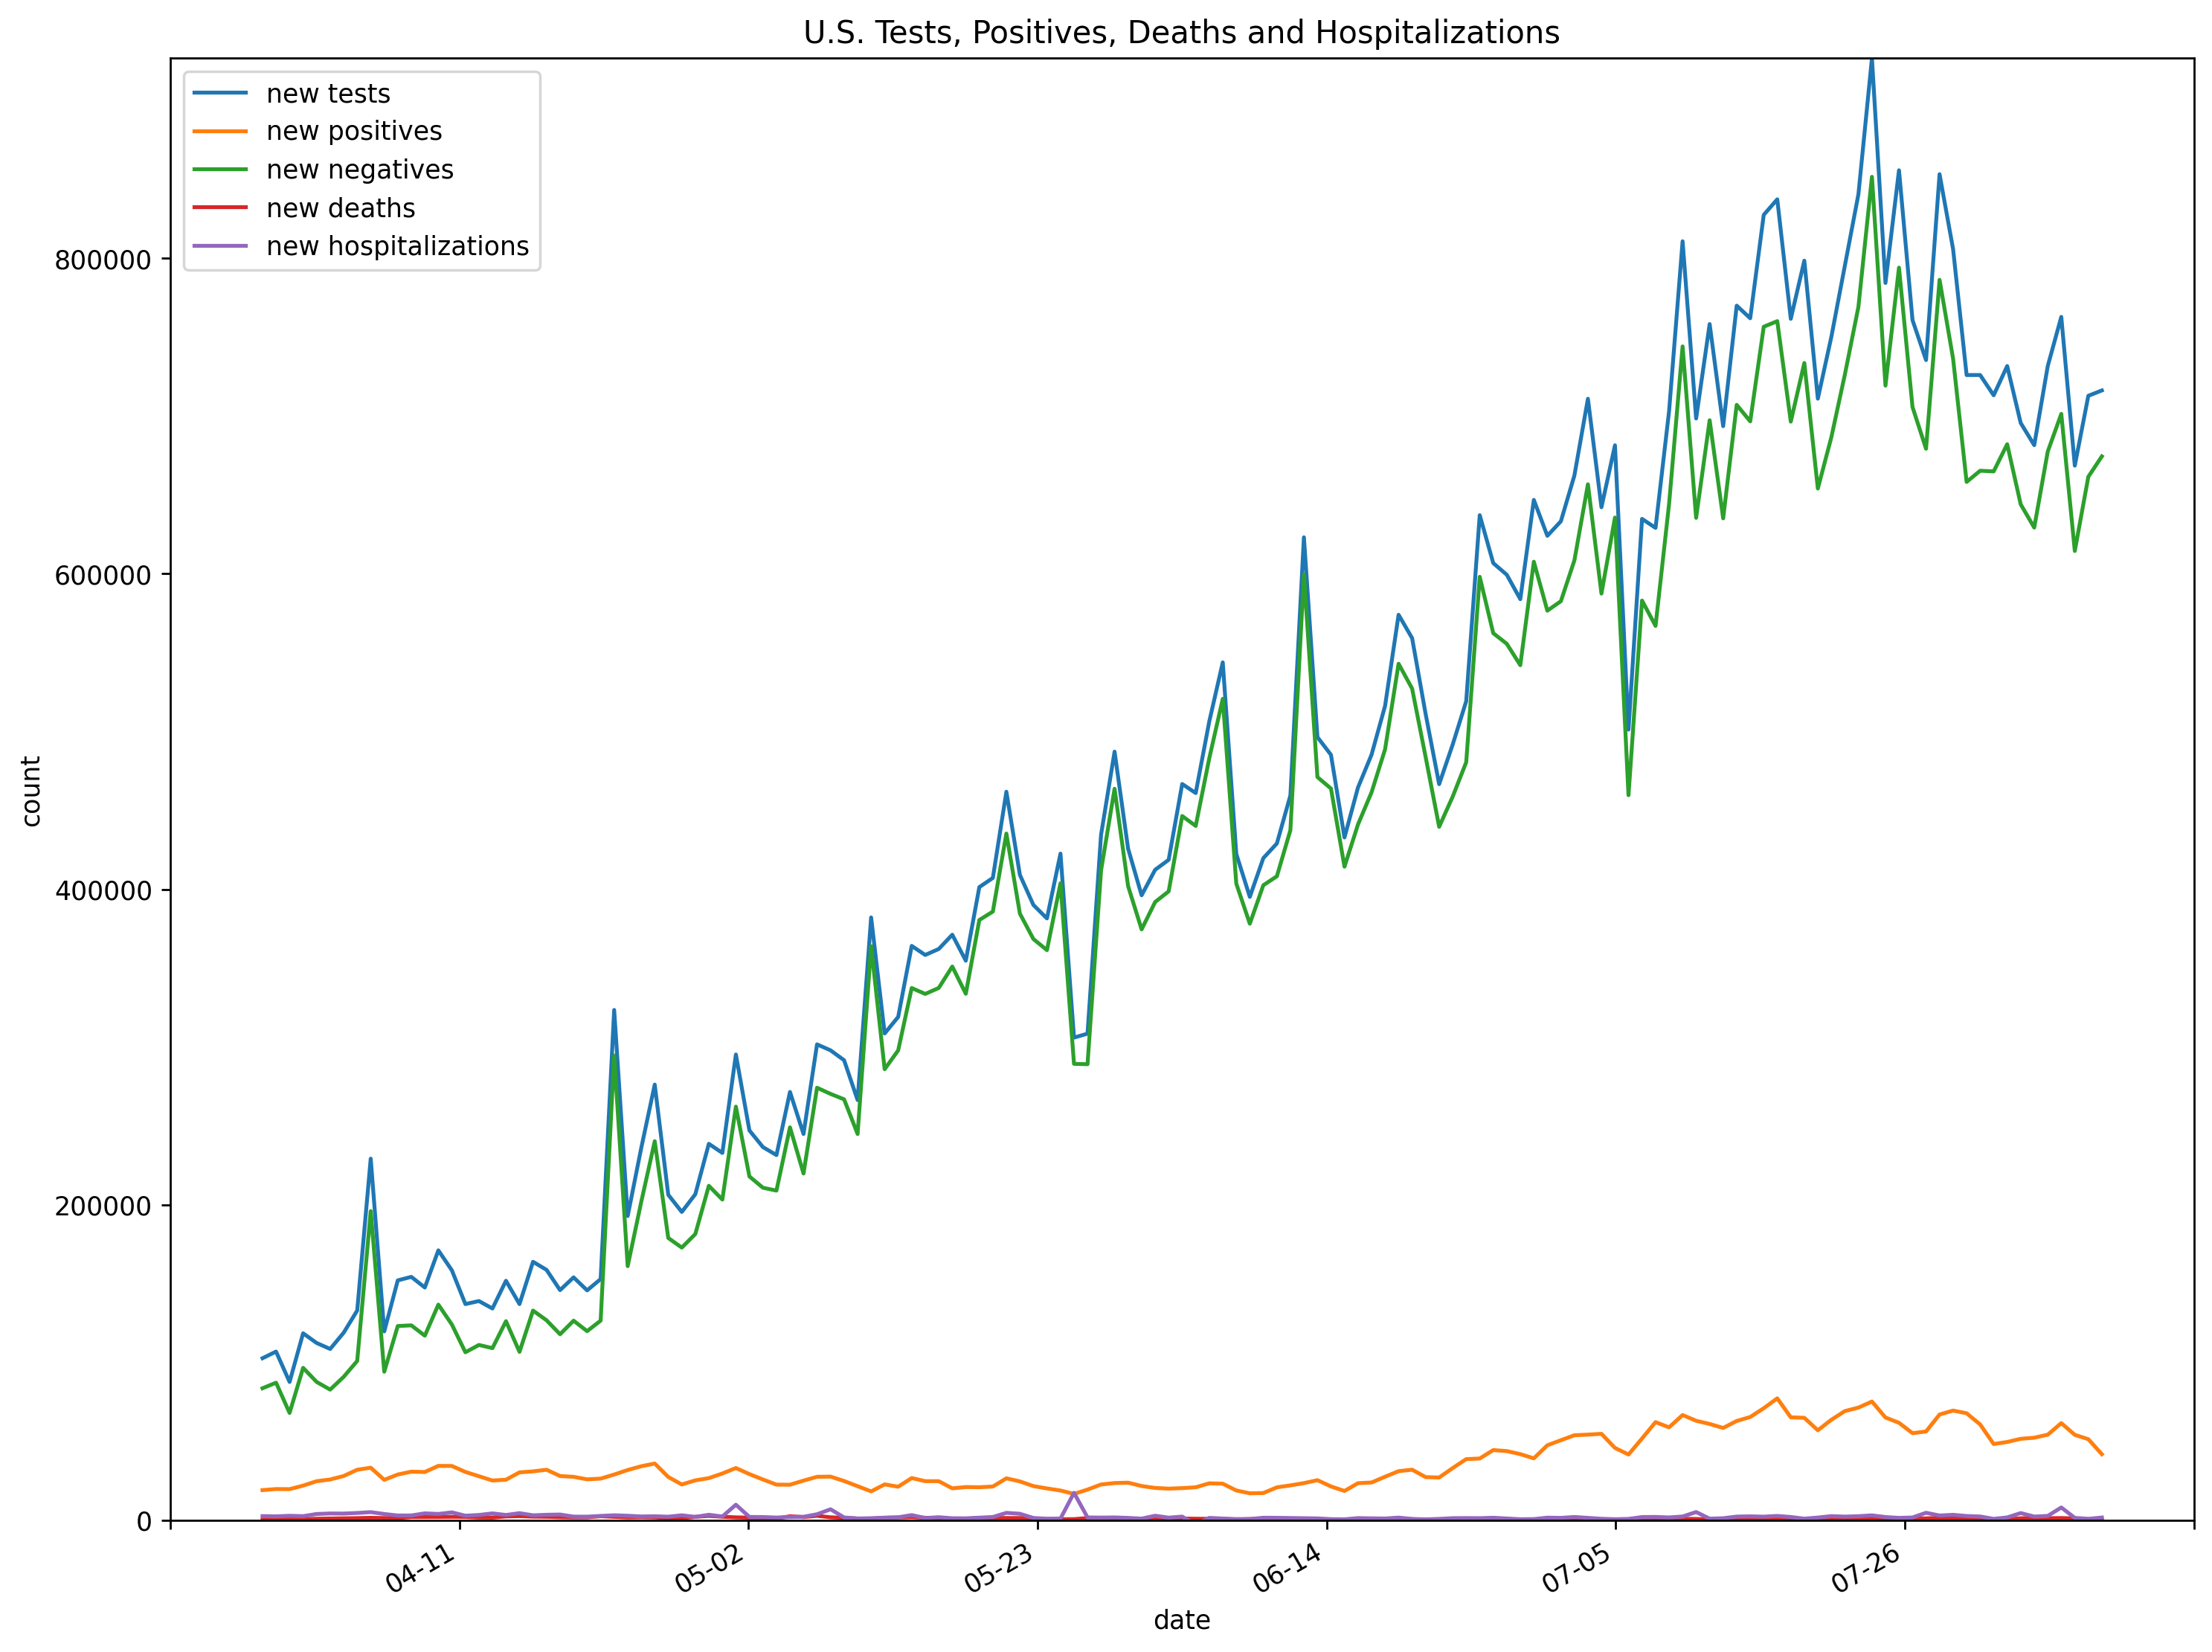 U.S. Tests, Positives, Deaths and Hospitalizations
new tests
new positives
new negatives
new deaths
new hospitalizations
800000
600000
400000
200000
0
count
04-11
05-02
05-23
06-14
07-05
07-26
date